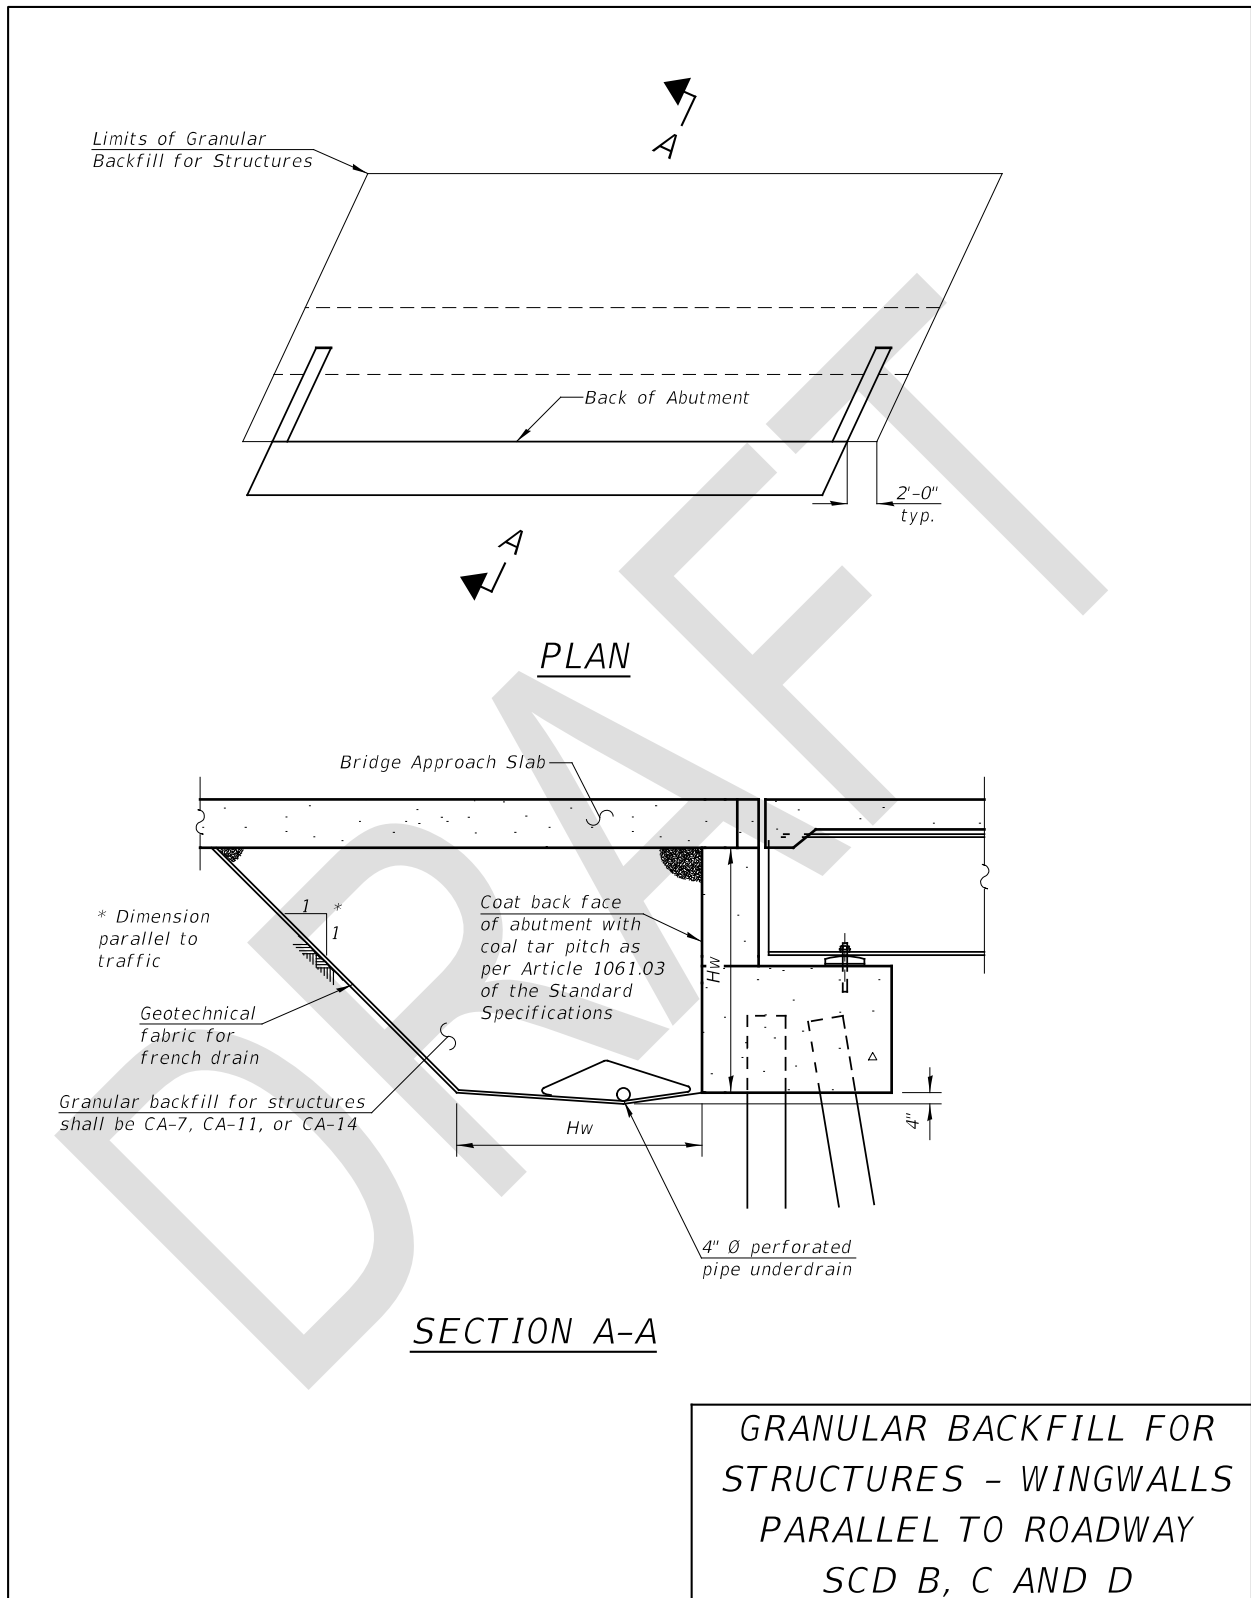 A
Limits of Granular
Backfill for Structures
Back of Abutment
2'-0"
typ.
A
PLAN
Bridge Approach Slab
1
*
1
* Dimension
parallel to
traffic
Coat back face
of abutment with
coal tar pitch as
per Article 1061.03
of the Standard
Specifications
Hw
Geotechnical
fabric for
french drain
Granular backfill for structures
shall be CA-7, CA-11, or CA-14
Hw
4"
4" Ø perforated
pipe underdrain
SECTION A-A
DRAFT
GRANULAR BACKFILL FOR
STRUCTURES - WINGWALLS
PARALLEL TO ROADWAY
SCD B, C AND D